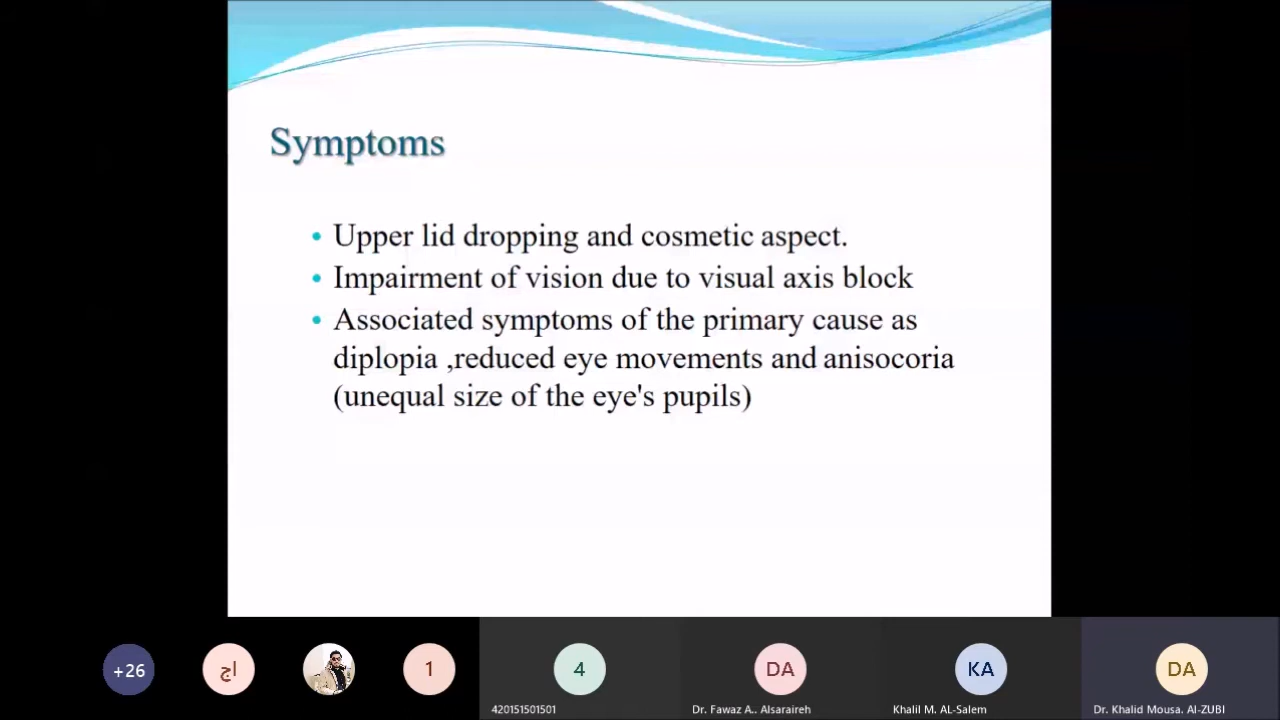 Symptoms
• Upper lid dropping and cosmetic aspect.
• Impairment of vision due to visual axis block
• Associated symptoms of the primary cause as
diplopia ,reduced eye movements and anisocoria
(unequal size of the eye's pupils)
+26
اج
1
4
DA
KA
DA
420151501501
Dr. Fawaz A.. Alsaraireh
Khalil M. AL-Salem
Dr. Khalid Mousa. Al-ZUBI